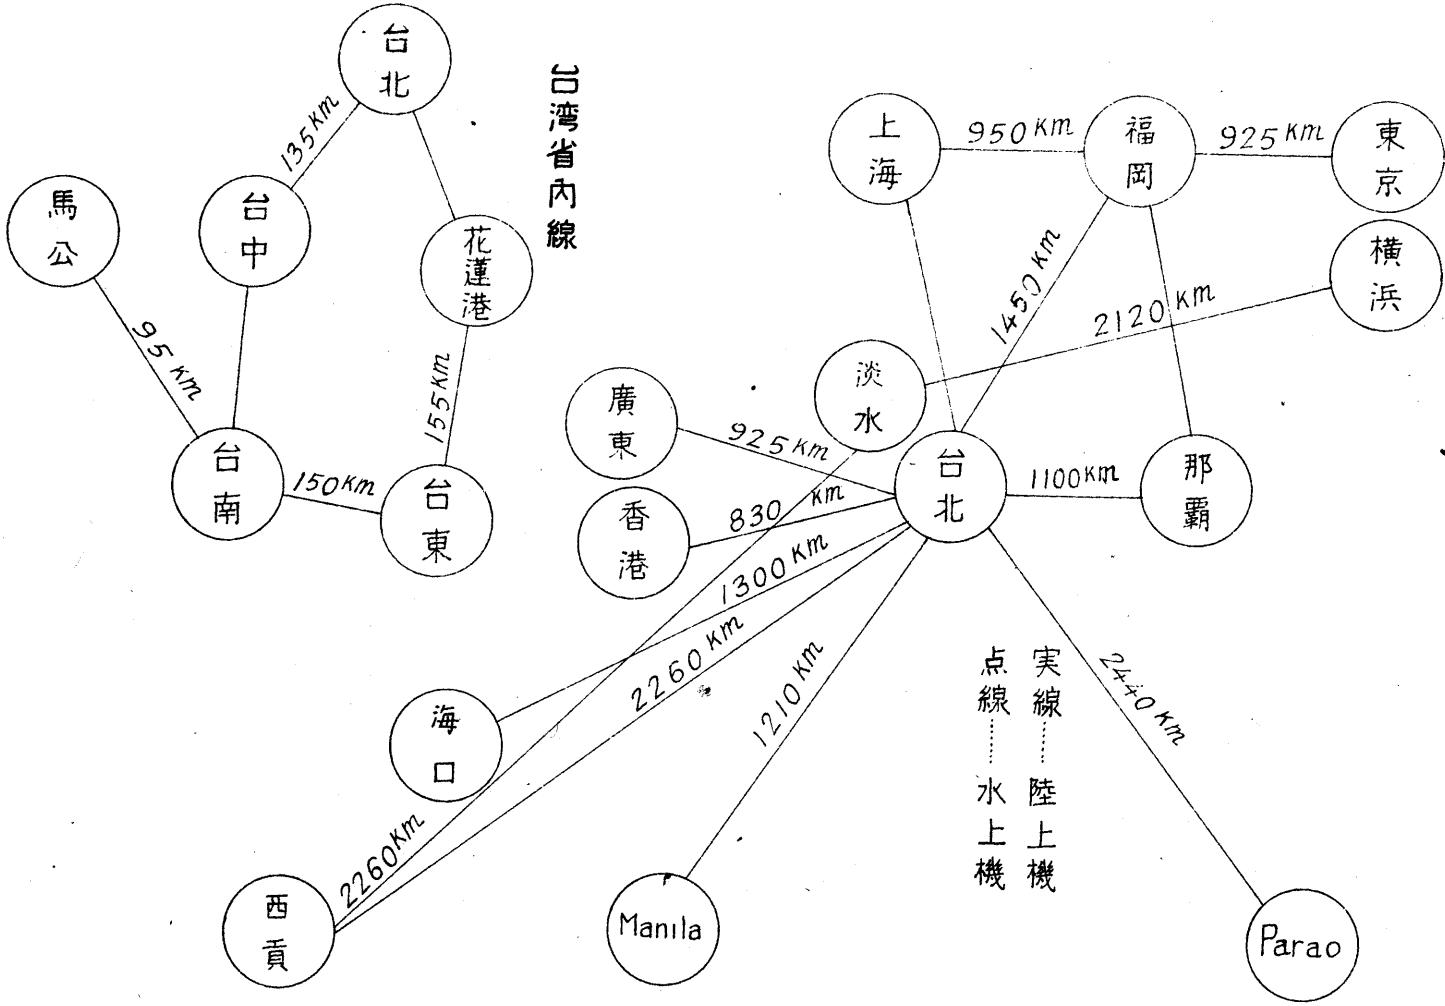 台湾省內線
台北
135km
台中
馬公
95km
台南
150km
台東
155km
花蓮港
上海
950km
福岡
925km
東京
横浜
2120km
1450km
淡水
廣東
925km
香港
830km
台北
1100km
那覇
1300km
2260km
1210km
2440km
海口
2260km
西貢
Manila
Parao
実線……陸上機
点線……水上機